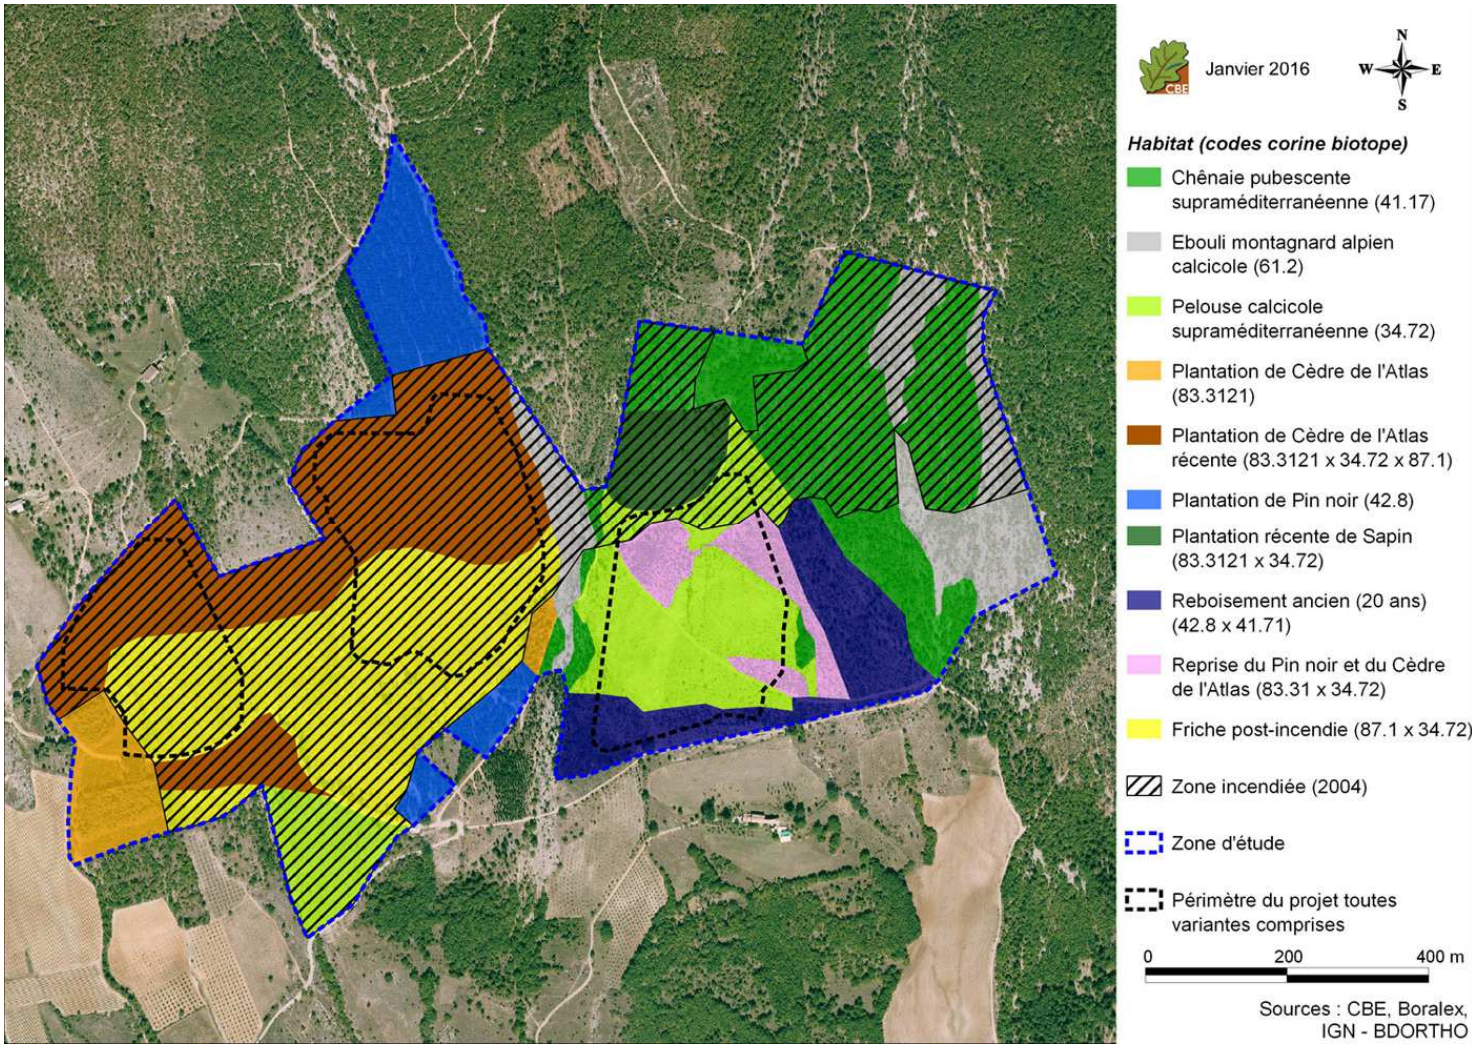 CBE
Janvier 2016
N
W
E
S
Habitat (codes corine biotope)
Chênaie pubescente
supraméditerranéenne (41.17)
Ebouli montagnard alpien
calcicole (61.2)
Pelouse calcicole
supraméditerranéenne (34.72)
Plantation de Cèdre de l'Atlas
(83.3121)
Plantation de Cèdre de l'Atlas
récente (83.3121 x 34.72 x 87.1)
Plantation de Pin noir (42.8)
Plantation récente de Sapin
(83.3121 x 34.72)
Reboisement ancien (20 ans)
(42.8 x 41.71)
Reprise du Pin noir et du Cèdre
de l'Atlas (83.31 x 34.72)
Friche post-incendie (87.1 x 34.72)
Zone incendiée (2004)
Zone d'étude
Périmètre du projet toutes
variantes comprises
0 200 400 m
Sources : CBE, Boralex,
IGN - BDORTHO